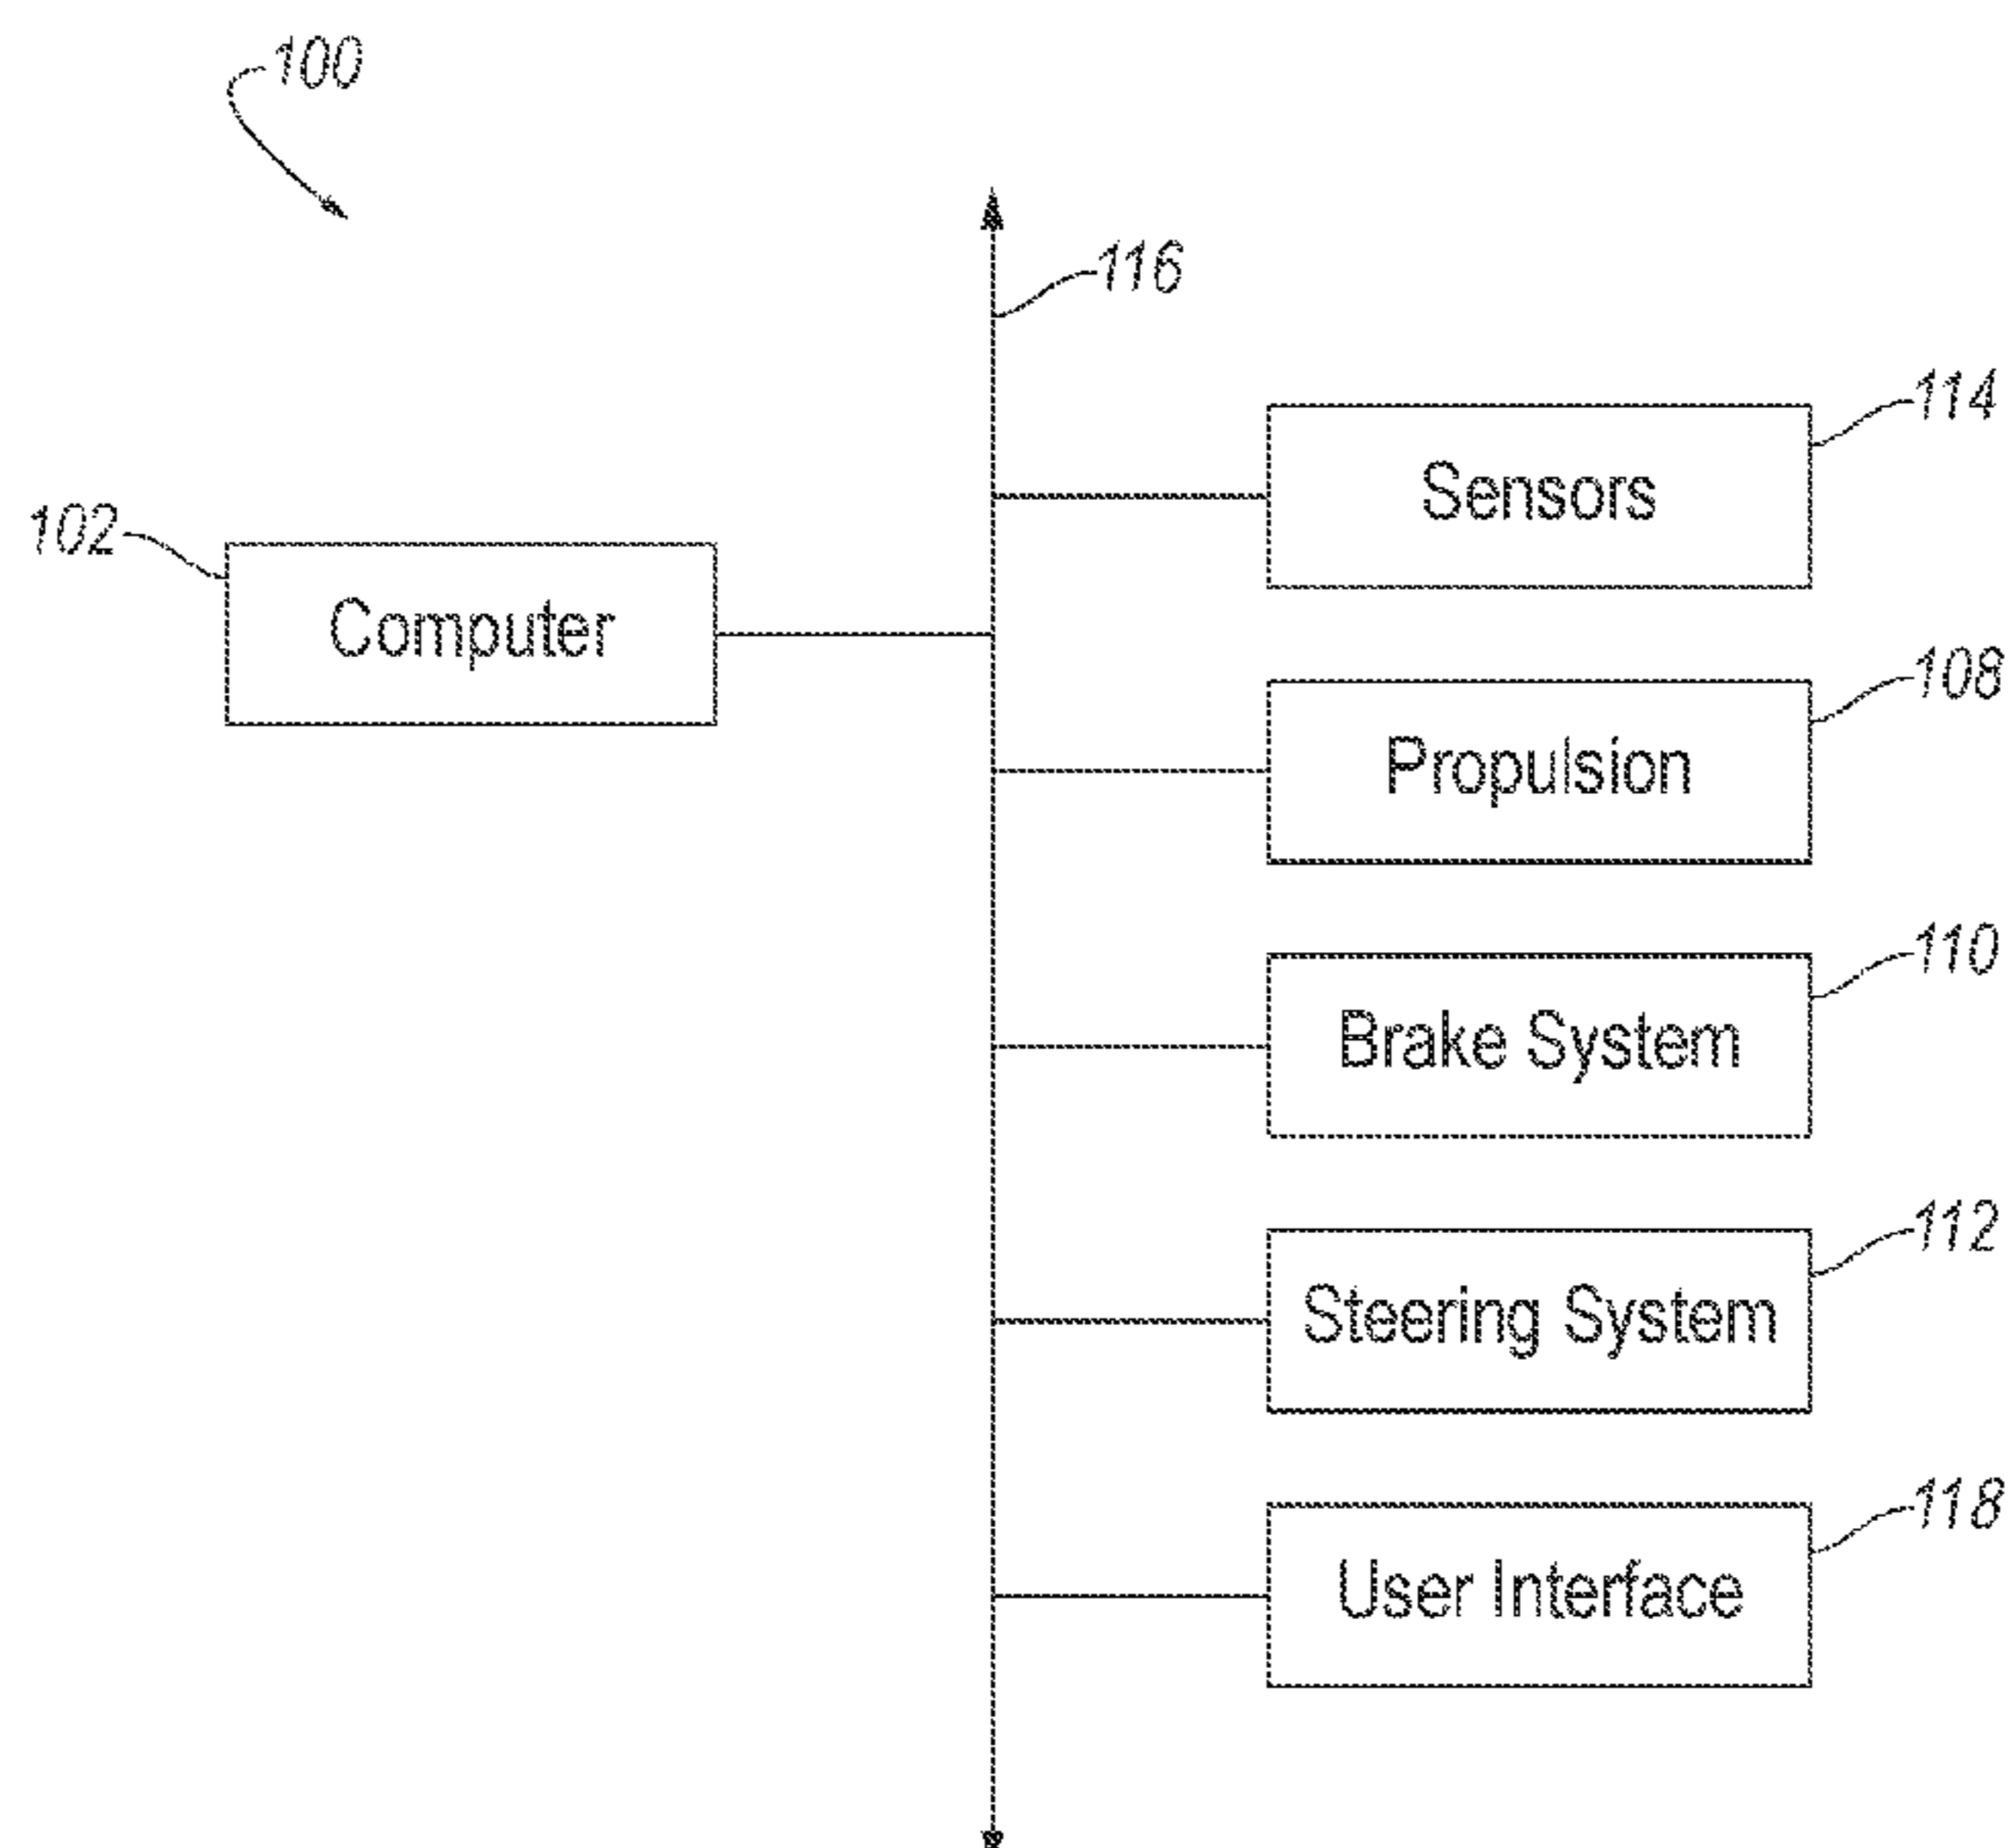 100
116
114
Sensors
102
Computer
108
Propulsion
110
Brake System
112
Steering System
118
User Interface